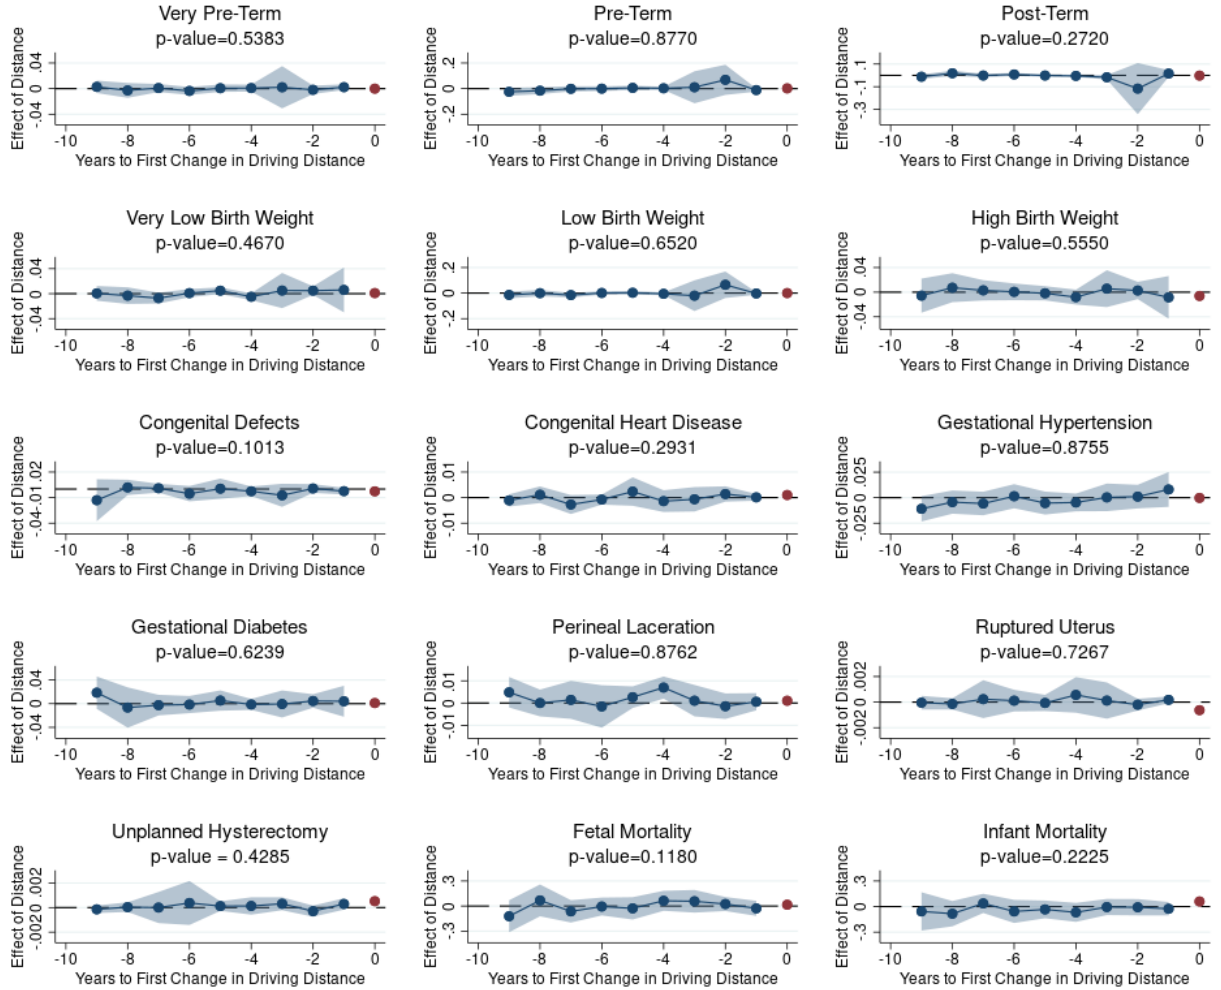 Very Pre-Term
p-value=0.5383
Effect of Distance
.04
0
-.04
-10 -8 -6 -4 -2 0
Years to First Change in Driving Distance
Pre-Term
p-value=0.8770
Effect of Distance
.2
0
-.2
-10 -8 -6 -4 -2 0
Years to First Change in Driving Distance
Post-Term
p-value=0.2720
Effect of Distance
.1
-.1
-.3
-10 -8 -6 -4 -2 0
Years to First Change in Driving Distance
Very Low Birth Weight
p-value=0.4670
Effect of Distance
.04
0
-.04
-10 -8 -6 -4 -2 0
Years to First Change in Driving Distance
Low Birth Weight
p-value=0.6520
Effect of Distance
.2
0
-.2
-10 -8 -6 -4 -2 0
Years to First Change in Driving Distance
High Birth Weight
p-value=0.5550
Effect of Distance
.04
0
-.04
-10 -8 -6 -4 -2 0
Years to First Change in Driving Distance
Congenital Defects
p-value=0.1013
Effect of Distance
.02
-.01
-.04
-10 -8 -6 -4 -2 0
Years to First Change in Driving Distance
Congenital Heart Disease
p-value=0.2931
Effect of Distance
.01
0
-.01
-10 -8 -6 -4 -2 0
Years to First Change in Driving Distance
Gestational Hypertension
p-value=0.8755
Effect of Distance
.025
0
-.025
-10 -8 -6 -4 -2 0
Years to First Change in Driving Distance
Gestational Diabetes
p-value=0.6239
Effect of Distance
.04
0
-.04
-10 -8 -6 -4 -2 0
Years to First Change in Driving Distance
Perineal Laceration
p-value=0.8762
Effect of Distance
.01
0
-.01
-10 -8 -6 -4 -2 0
Years to First Change in Driving Distance
Ruptured Uterus
p-value=0.7267
Effect of Distance
.002
0
-.002
-10 -8 -6 -4 -2 0
Years to First Change in Driving Distance
Unplanned Hysterectomy
p-value = 0.4285
Effect of Distance
.002
0
-.002
-10 -8 -6 -4 -2 0
Years to First Change in Driving Distance
Fetal Mortality
p-value=0.1180
Effect of Distance
.3
0
-.3
-10 -8 -6 -4 -2 0
Years to First Change in Driving Distance
Infant Mortality
p-value=0.2225
Effect of Distance
.3
0
-.3
-10 -8 -6 -4 -2 0
Years to First Change in Driving Distance